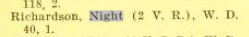 118, 2.
Richardson, Night (2 V. R.), W. D.
40, 1.